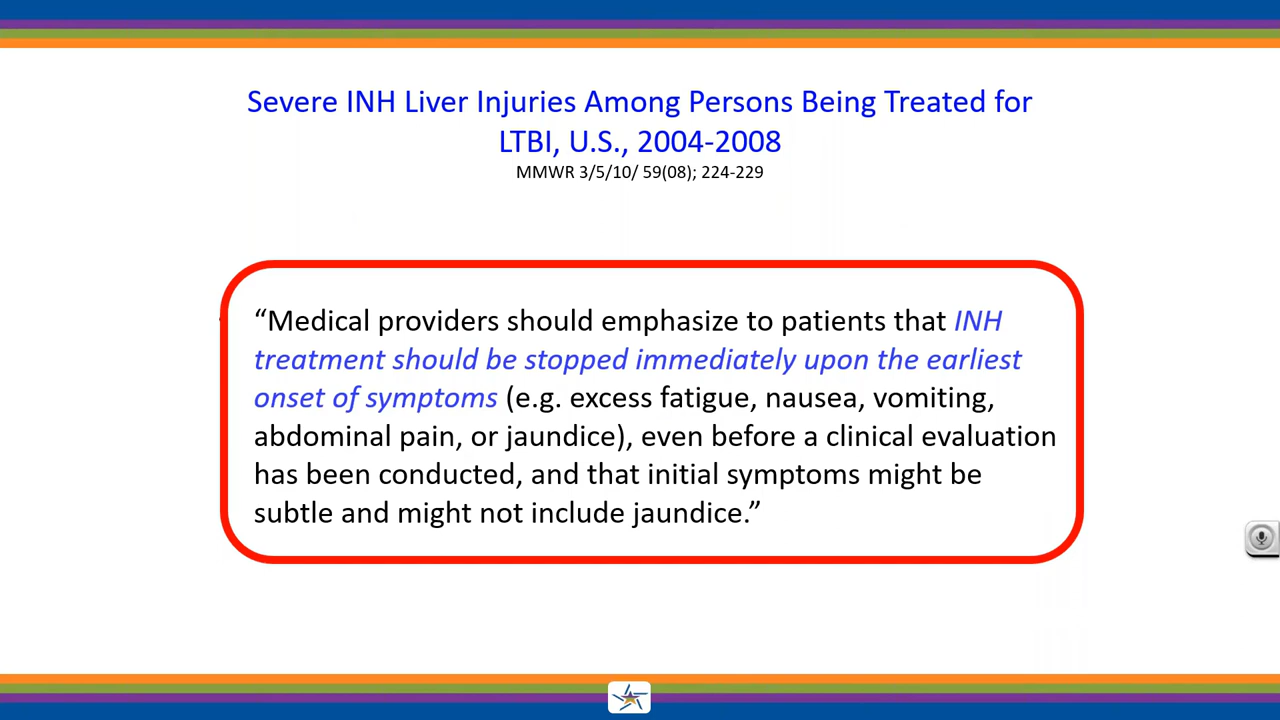 Severe INH Liver Injuries Among Persons Being Treated for
LTBI, U.S., 2004-2008
MMWR 3/5/10/ 59(08); 224-229
“Medical providers should emphasize to patients that INH
treatment should be stopped immediately upon the earliest
onset of symptoms (e.g. excess fatigue, nausea, vomiting,
abdominal pain, or jaundice), even before a clinical evaluation
has been conducted, and that initial symptoms might be
subtle and might not include jaundice.”